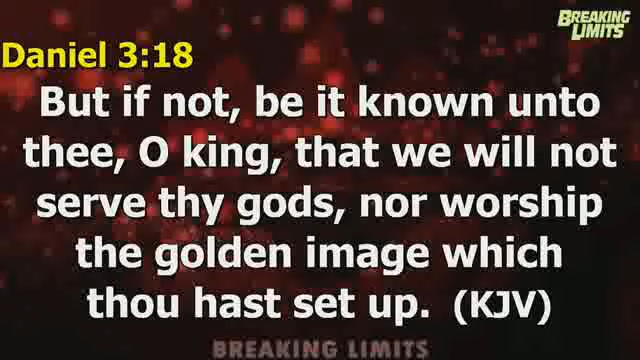 BREAKING
LIMITS
Daniel 3:18
But if not, be it known unto
thee, O king, that we will not
serve thy gods, nor worship
the golden image which
thou hast set up. (KJV)
BREAKING LIMITS